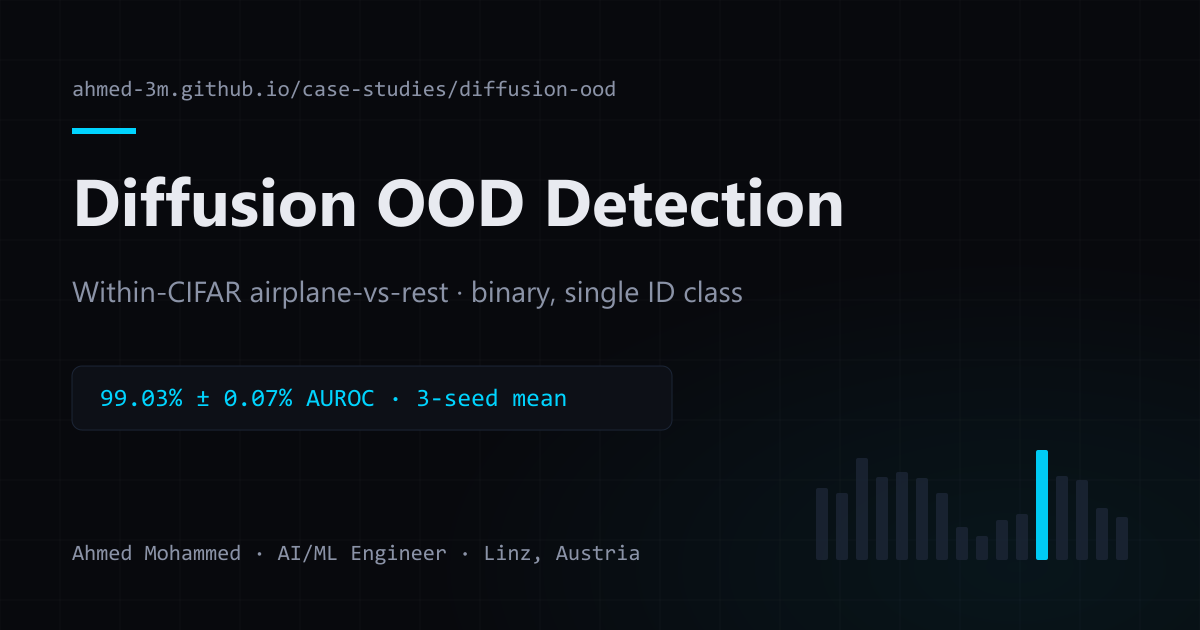 ahmed-3m.github.io/case-studies/diffusion-ood
Diffusion OOD Detection
Within-CIFAR airplane-vs-rest · binary, single ID class
99.03% ± 0.07% AUROC · 3-seed mean
Ahmed Mohammed · AI/ML Engineer · Linz, Austria